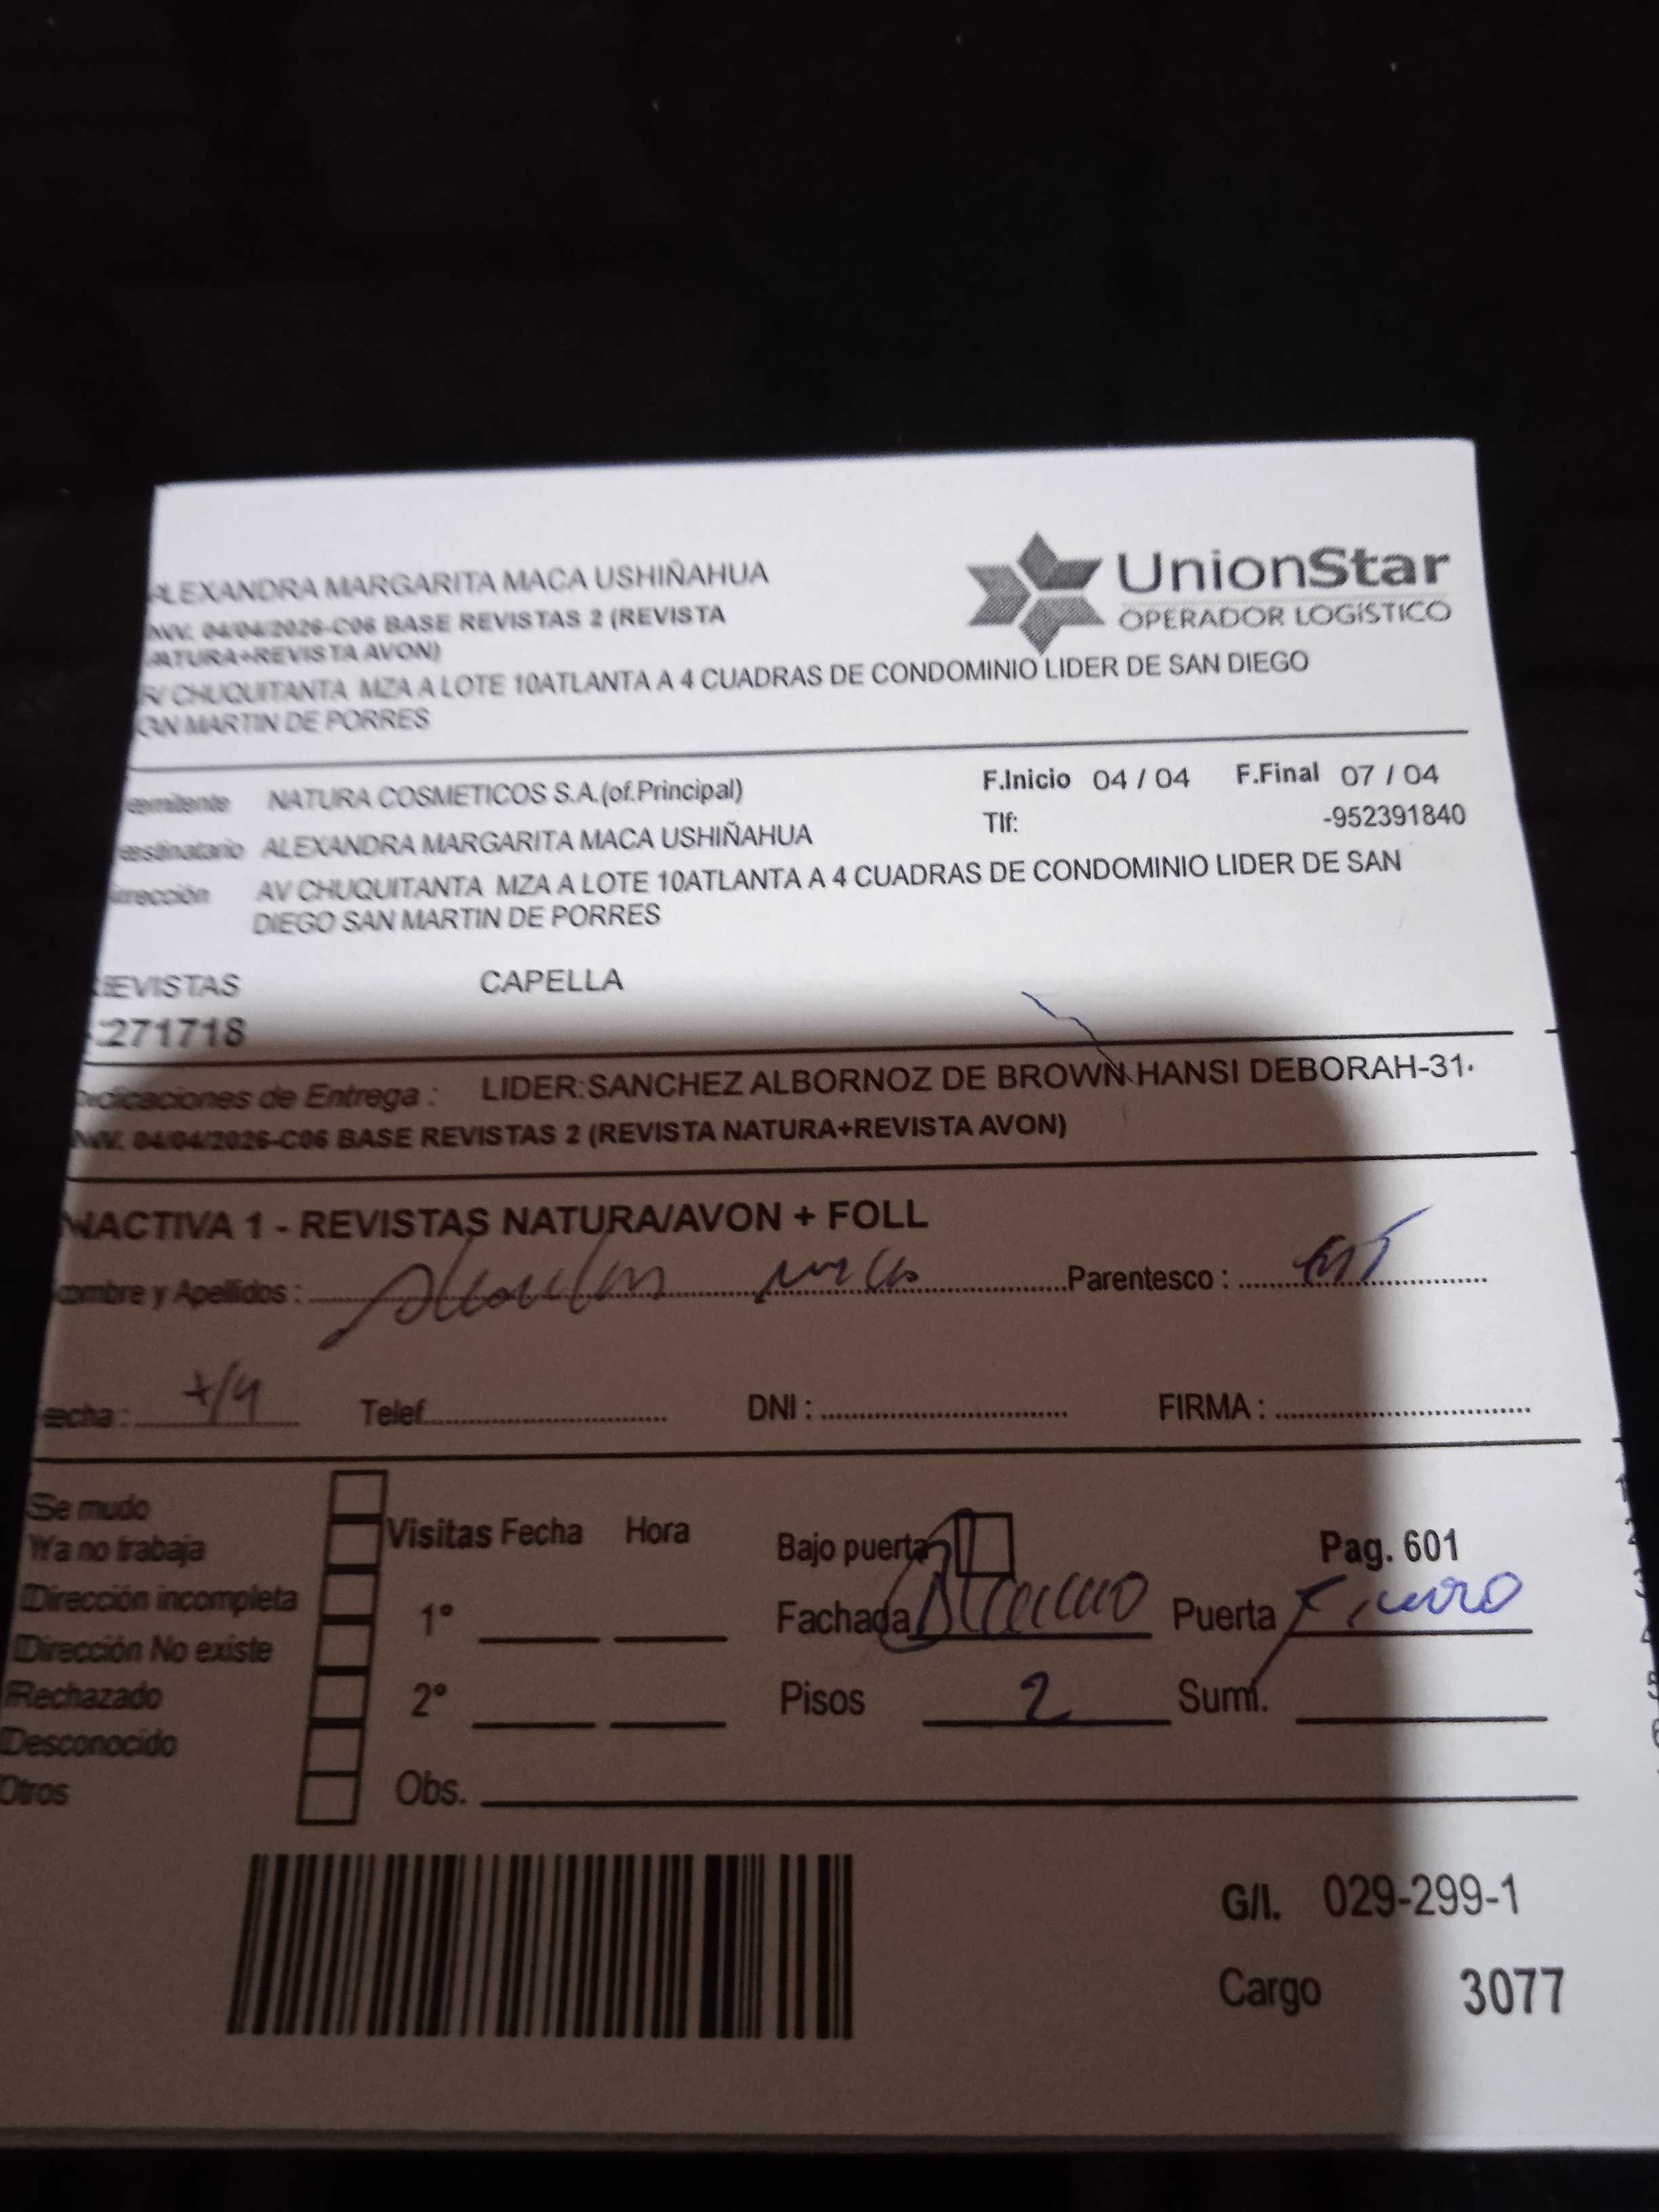 ALEXANDRA MARGARITA MACA USHIÑAHUA
UnionStar
OPERADOR LOGÍSTICO
INV. 04/04/2026-C06 BASE REVISTAS 2 (REVISTA
NATURA+REVISTA AVON)
CHUQUITANTA MZA A LOTE 10ATLANTA A 4 CUADRAS DE CONDOMINIO LIDER DE SAN DIEGO
SAN MARTIN DE PORRES
Remitente NATURA COSMETICOS S.A.(of.Principal) F.Inicio 04 / 04 F.Final 07 / 04
Destinatario ALEXANDRA MARGARITA MACA USHIÑAHUA Tlf: -952391840
Dirección AV CHUQUITANTA MZA A LOTE 10ATLANTA A 4 CUADRAS DE CONDOMINIO LIDER DE SAN
DIEGO SAN MARTIN DE PORRES
REVISTAS CAPELLA
271718
Indicaciones de Entrega : LIDER:SANCHEZ ALBORNOZ DE BROWN HANSI DEBORAH-31
INV. 04/04/2026-C06 BASE REVISTAS 2 (REVISTA NATURA+REVISTA AVON)
INACTIVA 1 - REVISTAS NATURA/AVON + FOLL
Nombre y Apellidos : Parentesco :
Fecha : 7/4 Telef. DNI : FIRMA :
Se mudo
Ya no trabaja
Dirección incompleta
Dirección No existe
Rechazado
Desconocido
Otros
Visitas Fecha Hora
1°
2°
Obs.
Bajo puerta Pag. 601
Fachada Puerta
Pisos 2 Sumi.
G/I. 029-299-1
Cargo 3077